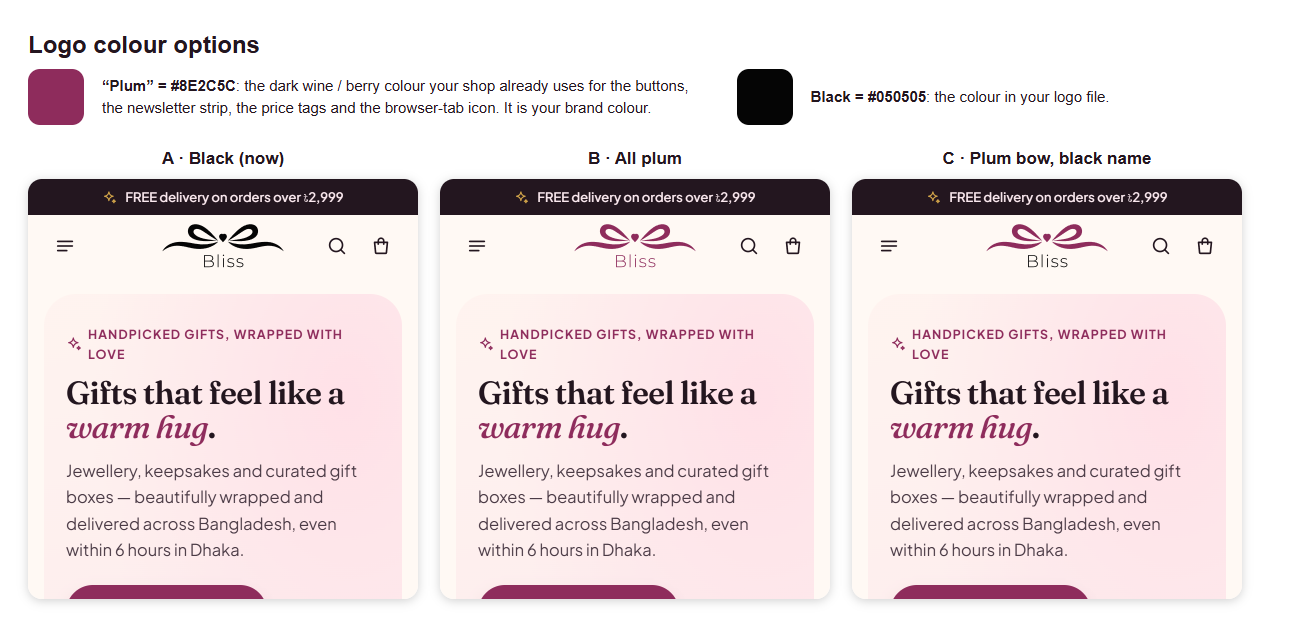 Logo colour options
“Plum” = #8E2C5C: the dark wine / berry colour your shop already uses for the buttons,
the newsletter strip, the price tags and the browser-tab icon. It is your brand colour.
Black = #050505: the colour in your logo file.
A · Black (now)
FREE delivery on orders over ৳2,999
Bliss
HANDPICKED GIFTS, WRAPPED WITH
LOVE
Gifts that feel like a
warm hug.
Jewellery, keepsakes and curated gift
boxes — beautifully wrapped and
delivered across Bangladesh, even
within 6 hours in Dhaka.
B · All plum
FREE delivery on orders over ৳2,999
Bliss
HANDPICKED GIFTS, WRAPPED WITH
LOVE
Gifts that feel like a
warm hug.
Jewellery, keepsakes and curated gift
boxes — beautifully wrapped and
delivered across Bangladesh, even
within 6 hours in Dhaka.
C · Plum bow, black name
FREE delivery on orders over ৳2,999
Bliss
HANDPICKED GIFTS, WRAPPED WITH
LOVE
Gifts that feel like a
warm hug.
Jewellery, keepsakes and curated gift
boxes — beautifully wrapped and
delivered across Bangladesh, even
within 6 hours in Dhaka.